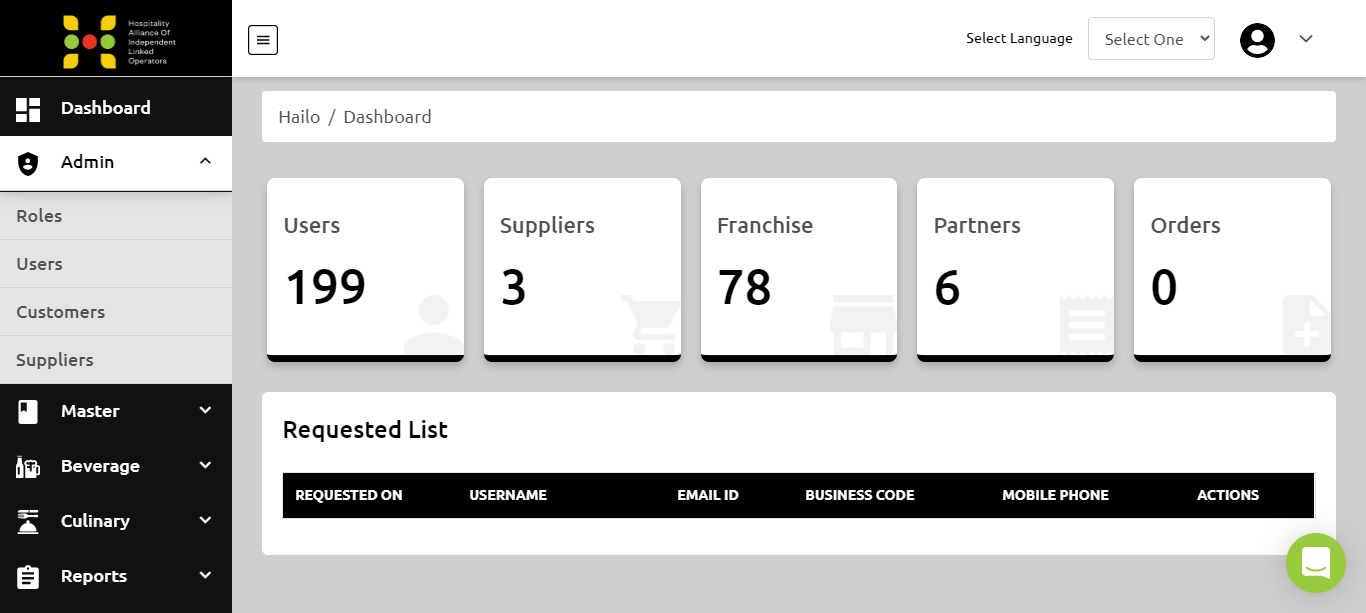 Hospitality
Alliance Of
Independent
Linked
Operators
Select Language
Select One
Dashboard
Admin
Roles
Users
Customers
Suppliers
Master
Beverage
Culinary
Reports
Hailo / Dashboard
Users
199
Suppliers
3
Franchise
78
Partners
6
Orders
0
Requested List
REQUESTED ON USERNAME EMAIL ID BUSINESS CODE MOBILE PHONE ACTIONS